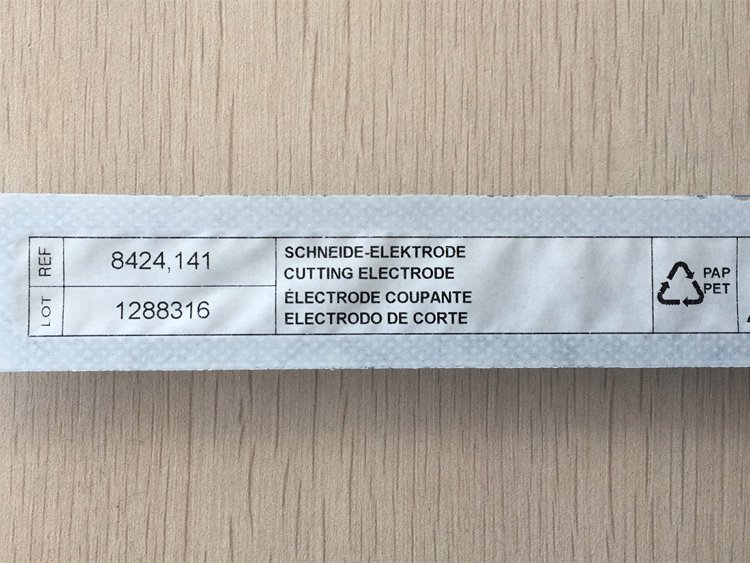 REF
8424,141
LOT
1288316
SCHNEIDE-ELEKTRODE
CUTTING ELECTRODE
ÉLECTRODE COUPANTE
ELECTRODO DE CORTE
PAP
PET